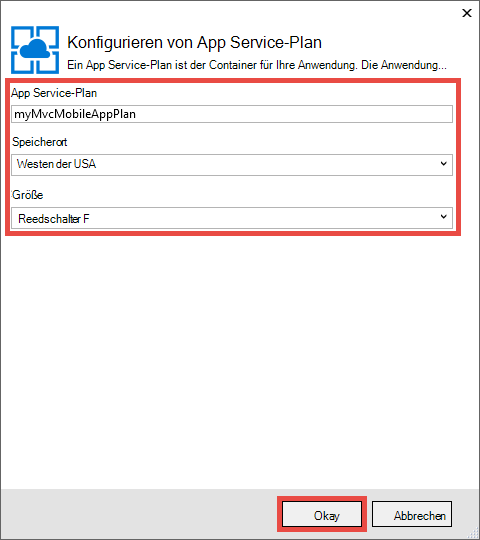 Konfigurieren von App Service-Plan
Ein App Service-Plan ist der Container für Ihre Anwendung. Die Anwendung...
App Service-Plan
myMvcMobileAppPlan
Speicherort
Westen der USA
Größe
Reedschalter F
Okay
Abbrechen